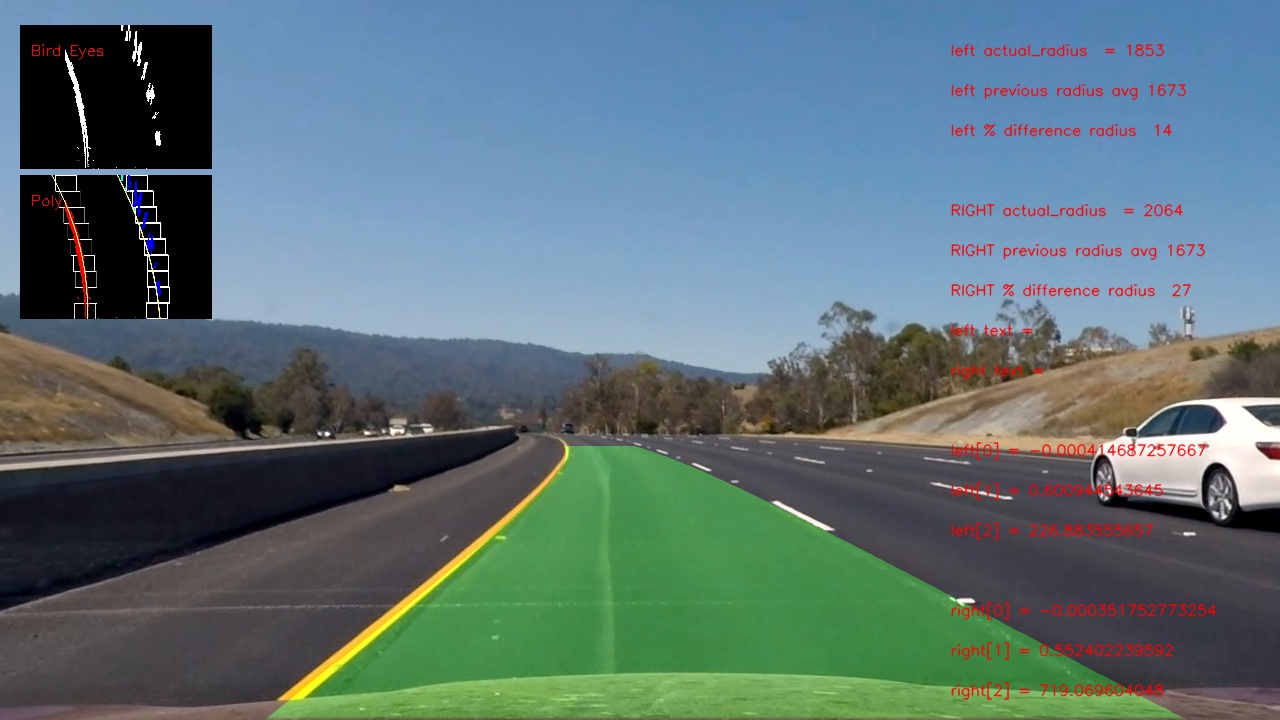 Bird Eyes
Poly
left actual_radius = 1853
left previous radius avg 1673
left % difference radius 14
RIGHT actual_radius = 2064
RIGHT previous radius avg 1673
RIGHT % difference radius 27
left text =
right text =
left[0] = -0.000414687257667
left[1] = 0.600944543645
left[2] = 226.883555657
right[0] = -0.000351752773254
right[1] = 0.552402239592
right[2] = 719.069604048